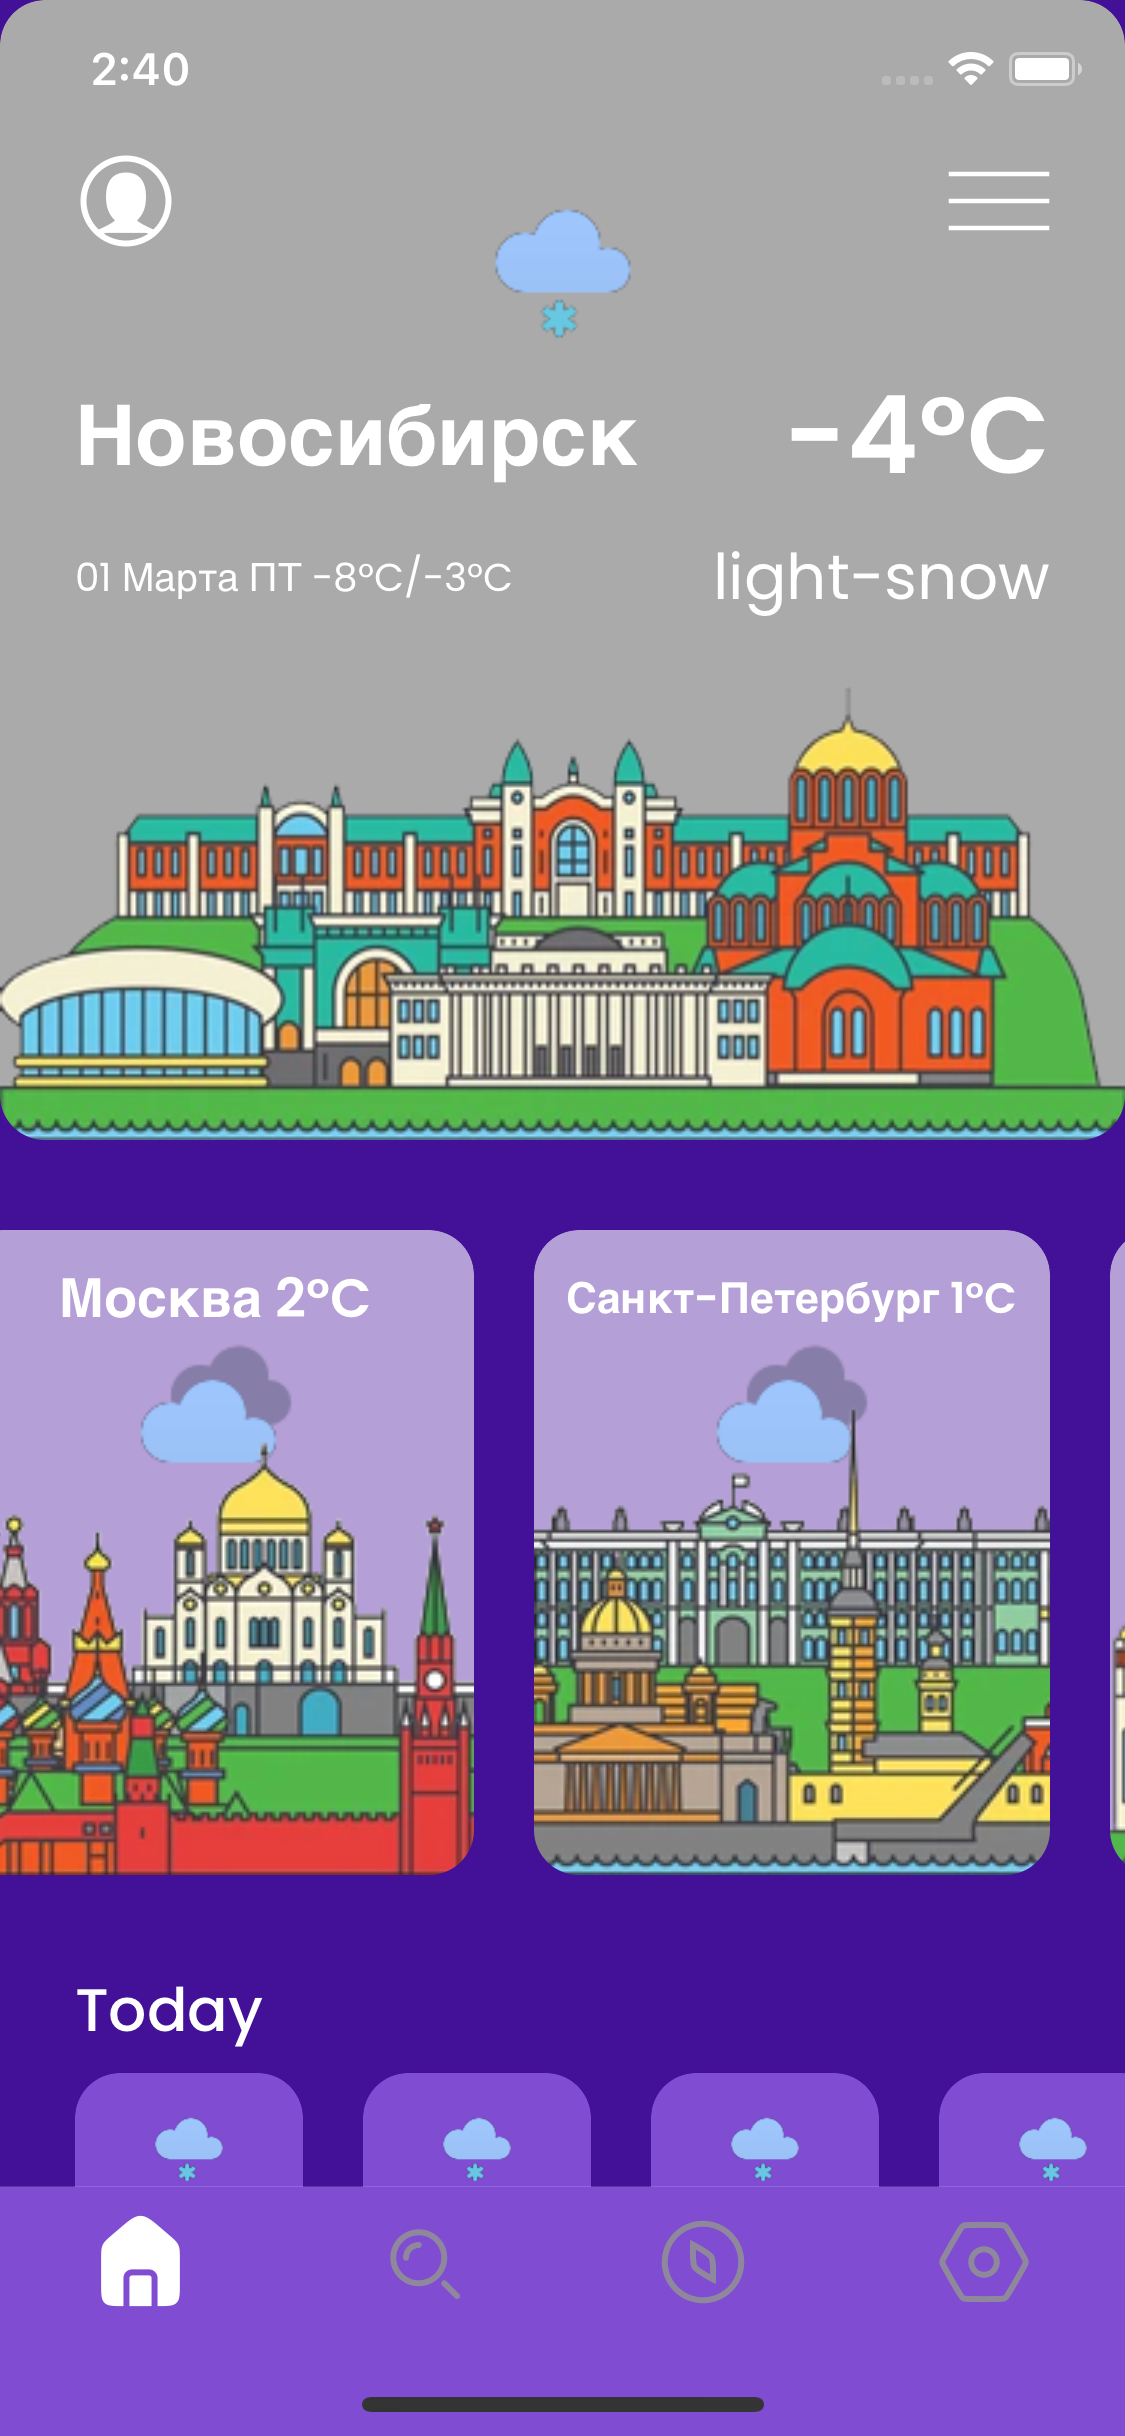 2:40
Новосибирск -4°C
01 Марта ПТ -8°C/-3°C light-snow
Москва 2°C
Санкт-Петербург 1°C
Today